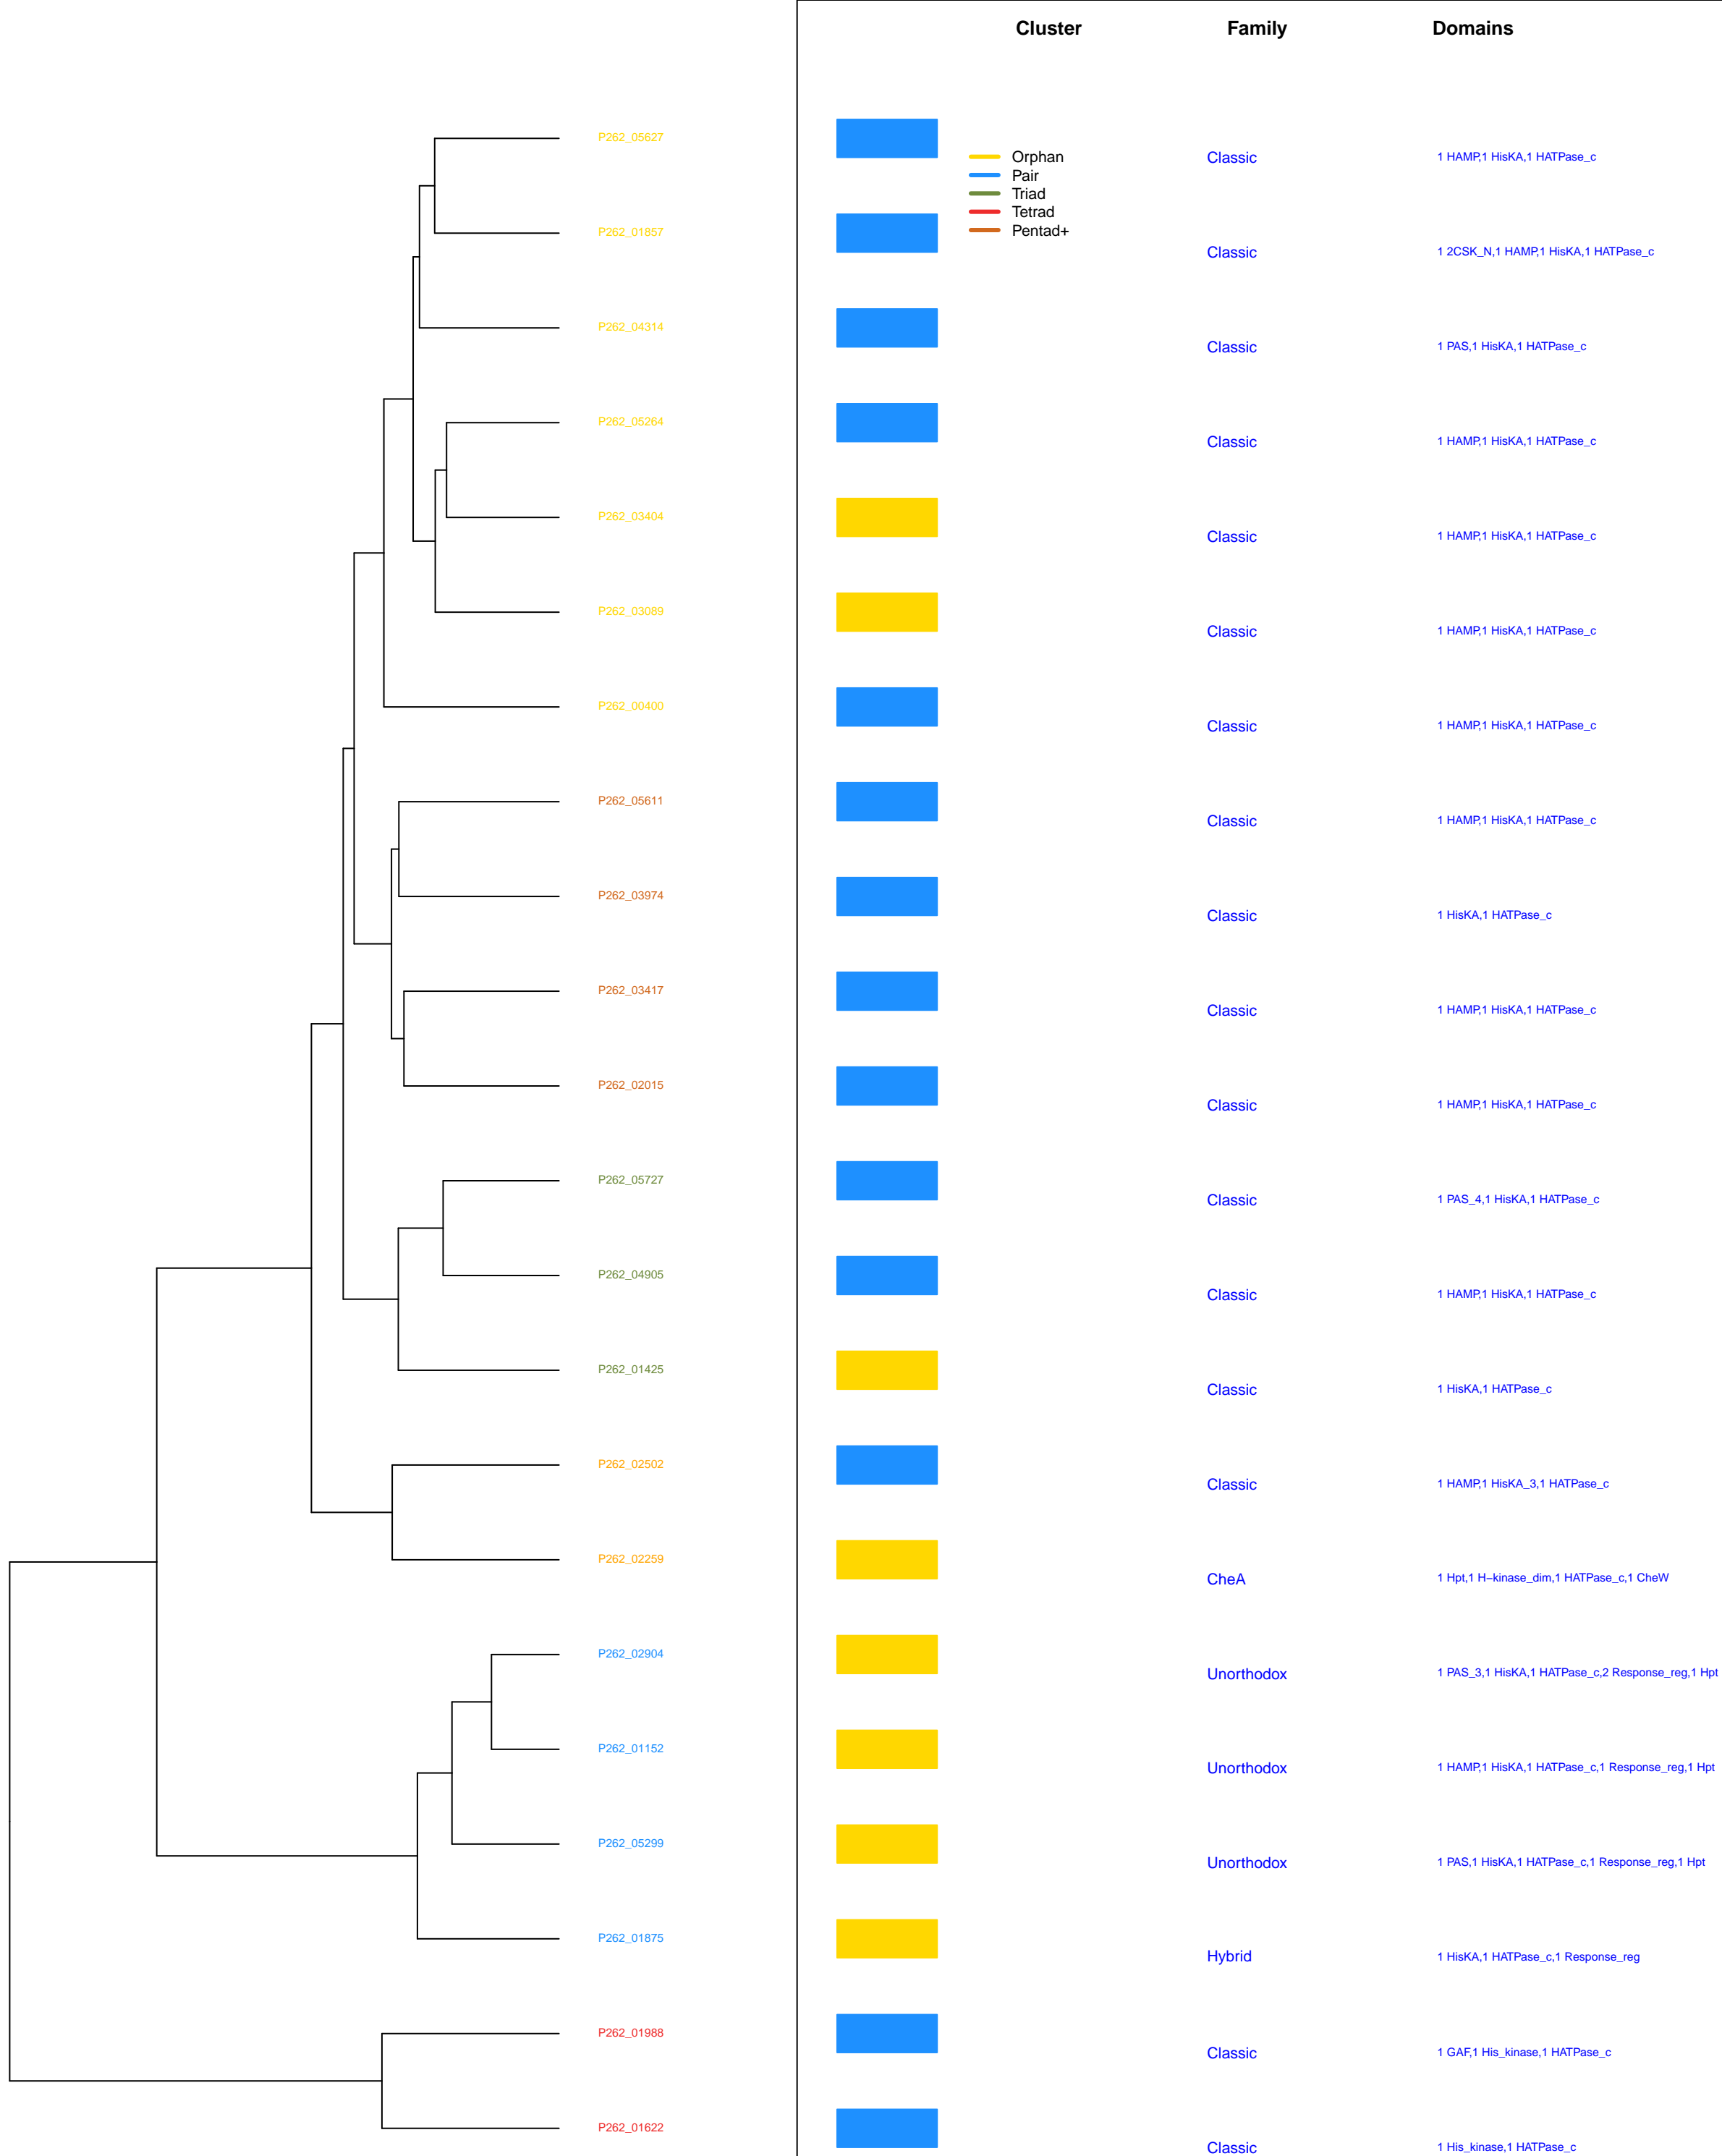 Cluster Family Domains
P262_05627
Orphan
Classic 1 HAMP,1 HisKA,1 HATPase_c
Pair
Triad
Tetrad
Pentad+
P262_01857
Classic 1 2CSK_N,1 HAMP,1 HisKA,1 HATPase_c
P262_04314
Classic 1 PAS,1 HisKA,1 HATPase_c
P262_05264
Classic 1 HAMP,1 HisKA,1 HATPase_c
P262_03404
Classic 1 HAMP,1 HisKA,1 HATPase_c
P262_03089
Classic 1 HAMP,1 HisKA,1 HATPase_c
P262_00400
Classic 1 HAMP,1 HisKA,1 HATPase_c
P262_05611
Classic 1 HAMP,1 HisKA,1 HATPase_c
P262_03974
Classic 1 HisKA,1 HATPase_c
P262_03417
Classic 1 HAMP,1 HisKA,1 HATPase_c
P262_02015
Classic 1 HAMP,1 HisKA,1 HATPase_c
P262_05727
Classic 1 PAS_4,1 HisKA,1 HATPase_c
P262_04905
Classic 1 HAMP,1 HisKA,1 HATPase_c
P262_01425
Classic 1 HisKA,1 HATPase_c
P262_02502
Classic 1 HAMP,1 HisKA_3,1 HATPase_c
P262_02259
CheA 1 Hpt,1 H−kinase_dim,1 HATPase_c,1 CheW
P262_02904
Unorthodox 1 PAS_3,1 HisKA,1 HATPase_c,2 Response_reg,1 Hpt
P262_01152
Unorthodox 1 HAMP,1 HisKA,1 HATPase_c,1 Response_reg,1 Hpt
P262_05299
Unorthodox 1 PAS,1 HisKA,1 HATPase_c,1 Response_reg,1 Hpt
P262_01875
Hybrid 1 HisKA,1 HATPase_c,1 Response_reg
P262_01988
Classic 1 GAF,1 His_kinase,1 HATPase_c
P262_01622
Classic 1 His_kinase,1 HATPase_c